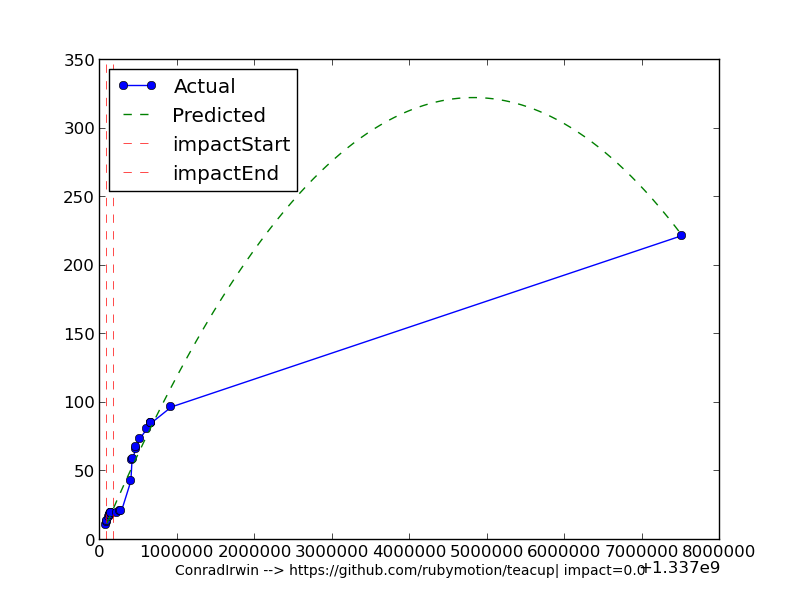 350
300
250
200
150
100
50
0
Actual
Predicted
impactStart
impactEnd
0 1000000 2000000 3000000 4000000 5000000 6000000 7000000 8000000
+1.337e9
ConradIrwin --> https://github.com/rubymotion/teacup| impact=0.0